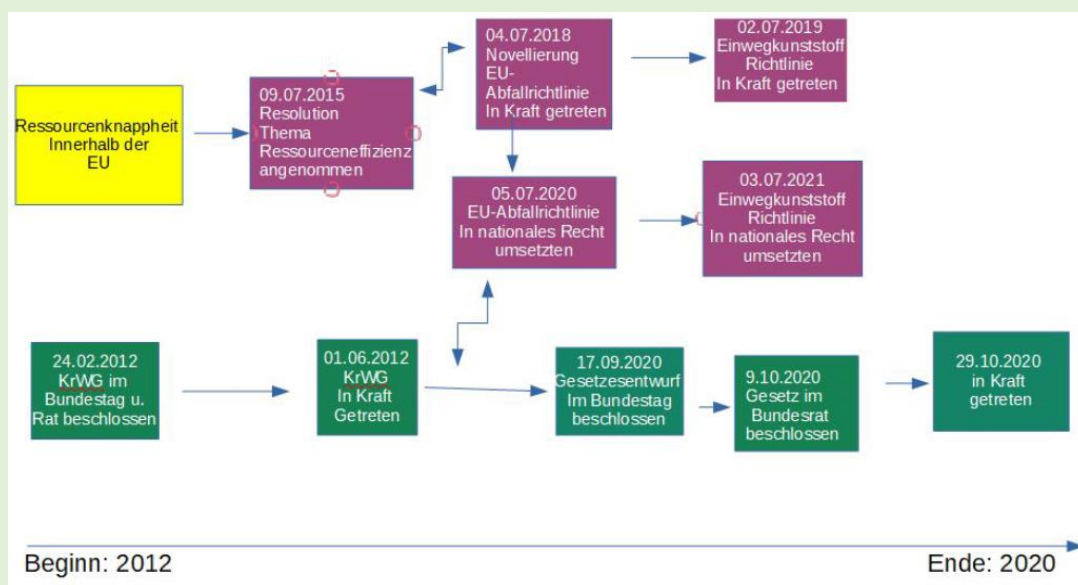 Ressourcenknappheit
Innerhalb der
EU
09.07.2015
Resolution
Thema
Ressourceneffizienz
angenommen
04.07.2018
Novellierung
EU-
Abfallrichtlinie
In Kraft getreten
02.07.2019
Einwegkunststoff
Richtlinie
In Kraft getreten
05.07.2020
EU-Abfallrichtlinie
In nationales Recht
umsetzten
03.07.2021
Einwegkunststoff
Richtlinie
In nationales Recht
umsetzten
24.02.2012
KrWG im
Bundestag u.
Rat beschlossen
01.06.2012
KrWG
In Kraft
Getreten
17.09.2020
Gesetzesentwurf
Im Bundestag
beschlossen
9.10.2020
Gesetz im
Bundesrat
beschlossen
29.10.2020
in Kraft
getreten
Beginn: 2012
Ende: 2020